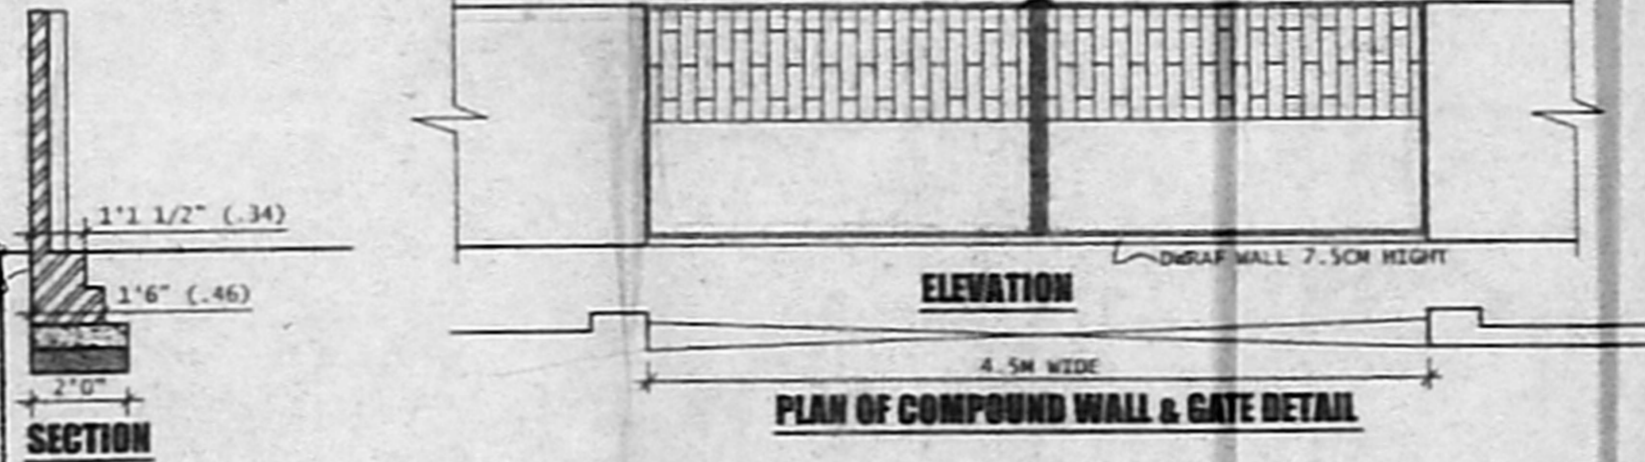 1'1 1/2" (.34)
1'6" (.46)
2'0"
SECTION
DWRAF WALL 7.5CM HIGHT
ELEVATION
4.5M WIDE
PLAN OF COMPOUND WALL & GATE DETAIL